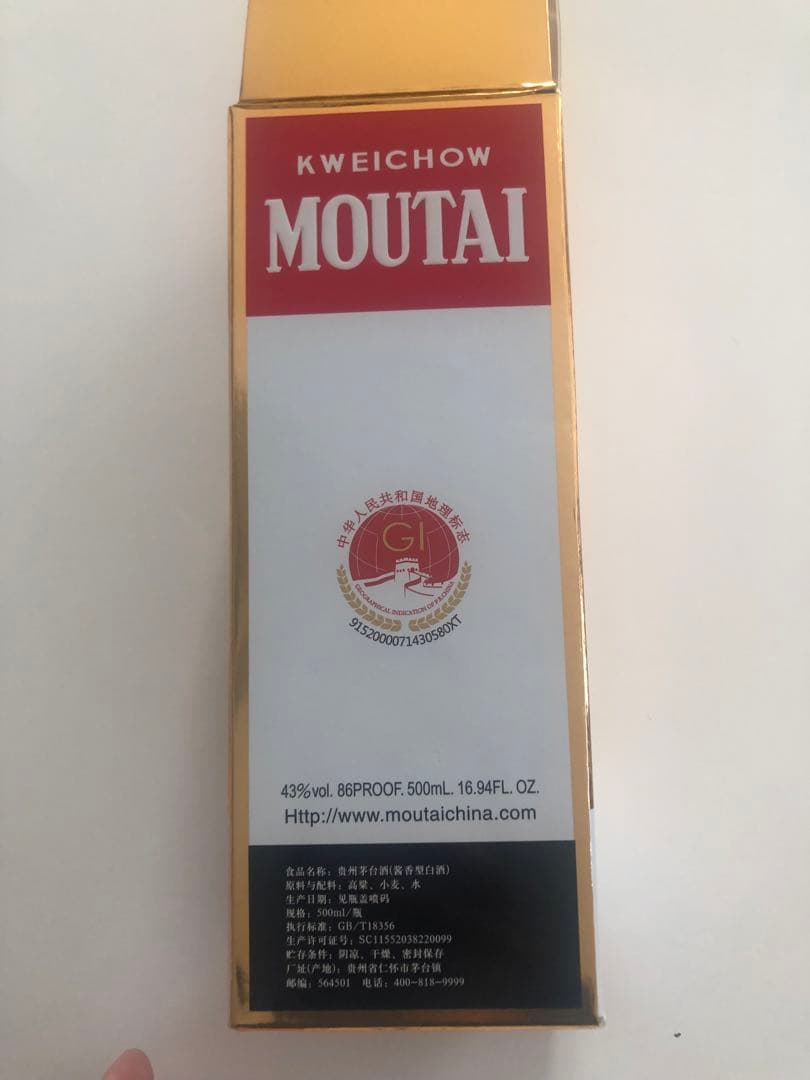 KWEICHOW
MOUTAI
中华人民共和国地理标志
GI
GEOGRAPHICAL INDICATION OF P.R.CHINA
9152000071430580XT
43%vol. 86PROOF. 500mL. 16.94FL. OZ.
Http://www.moutaichina.com
食品名称：贵州茅台酒(酱香型白酒)
原料与配料：高粱、小麦、水
生产日期：见瓶盖喷码
规格：500ml/瓶
执行标准：GB/T18356
生产许可证号：SC11552038220099
贮存条件：阴凉、干燥、密封保存
厂址(产地)：贵州省仁怀市茅台镇
邮编：564501 电话：400-818-9999